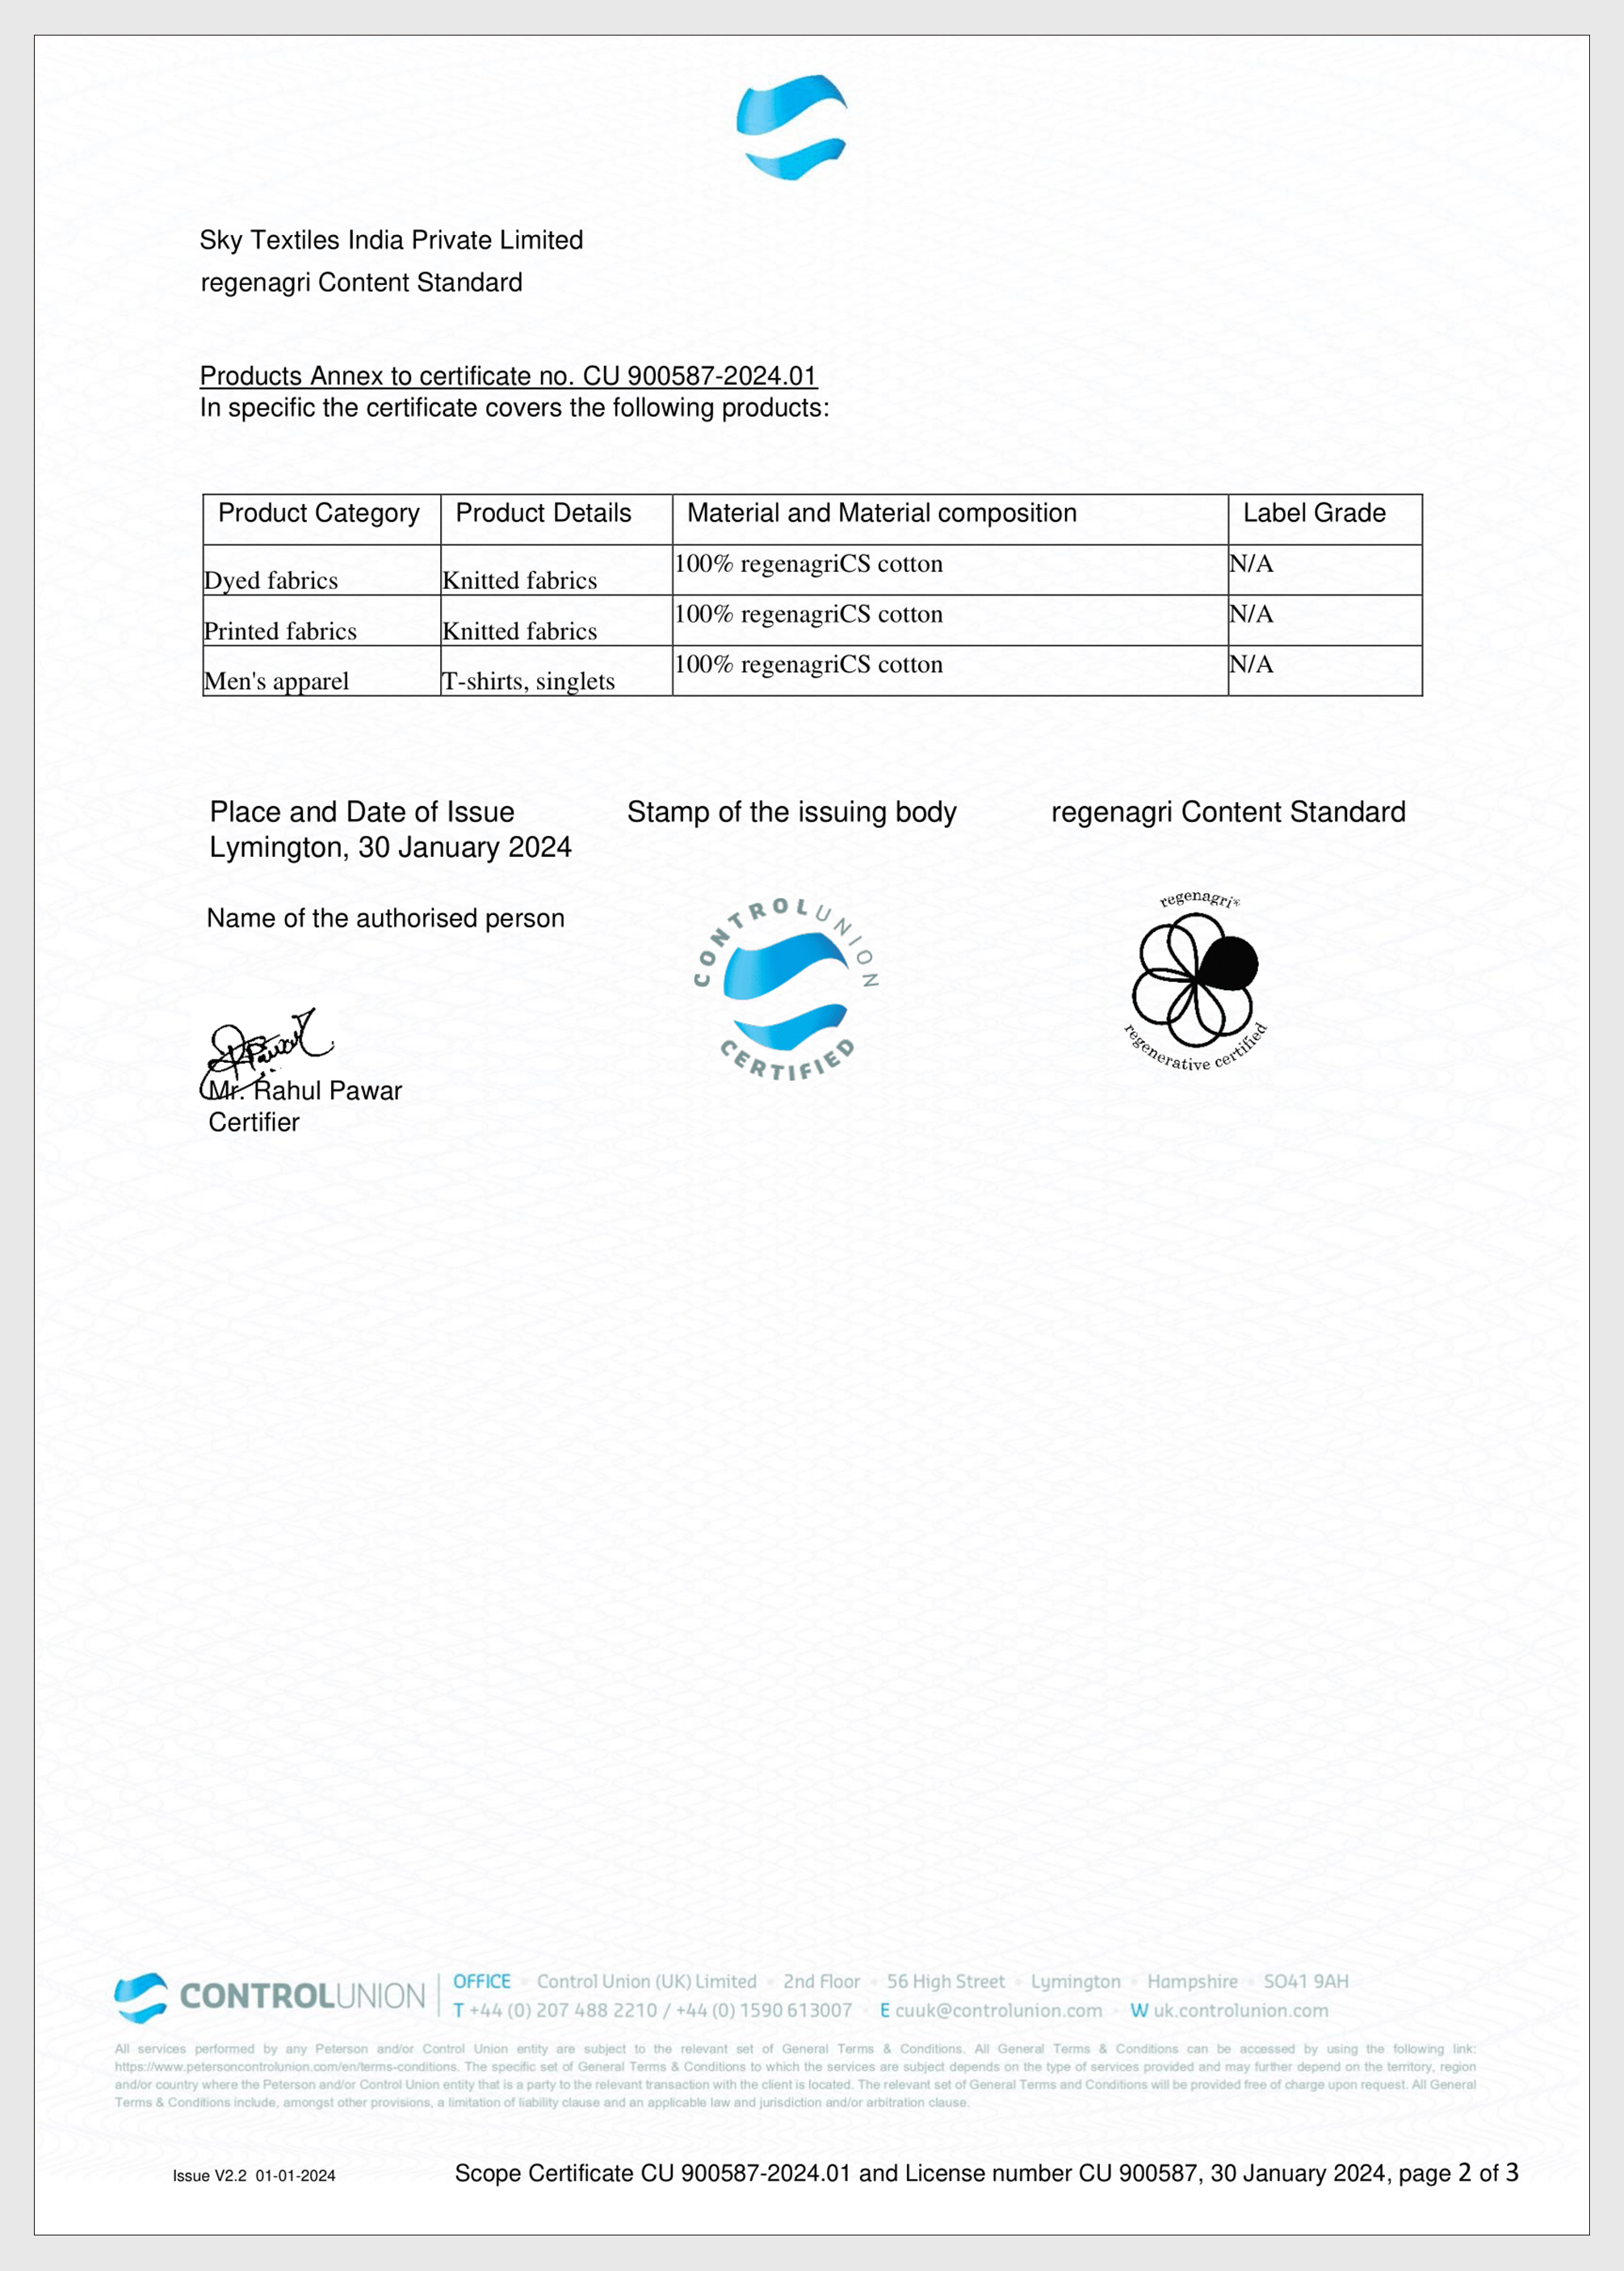 Sky Textiles India Private Limited
regenagri Content Standard
Products Annex to certificate no. CU 900587-2024.01
In specific the certificate covers the following products:
Product Category Product Details Material and Material composition Label Grade
Dyed fabrics Knitted fabrics 100% regenagriCS cotton N/A
Printed fabrics Knitted fabrics 100% regenagriCS cotton N/A
Men's apparel T-shirts, singlets 100% regenagriCS cotton N/A
Place and Date of Issue Stamp of the issuing body regenagri Content Standard
Lymington, 30 January 2024
Name of the authorised person
CONTROLUNION
CERTIFIED
regenagri*
regenerative certified
Pawar
Mr. Rahul Pawar
Certifier
CONTROLUNION
OFFICE Control Union (UK) Limited 2nd Floor 56 High Street Lymington Hampshire SO41 9AH
T +44 (0) 207 488 2210 / +44 (0) 1590 613007 E cuuk@controlunion.com W uk.controlunion.com
All services performed by any Peterson and/or Control Union entity are subject to the relevant set of General Terms & Conditions. All General Terms & Conditions can be accessed by using the following link:
https://www.petersoncontrolunion.com/en/terms-conditions. The specific set of General Terms & Conditions to which the services are subject depends on the type of services provided and may further depend on the territory, region
and/or country where the Peterson and/or Control Union entity that is a party to the relevant transaction with the client is located. The relevant set of General Terms and Conditions will be provided free of charge upon request. All General
Terms & Conditions include, amongst other provisions, a limitation of liability clause and an applicable law and jurisdiction and/or arbitration clause.
Issue V2.2 01-01-2024 Scope Certificate CU 900587-2024.01 and License number CU 900587, 30 January 2024, page 2 of 3